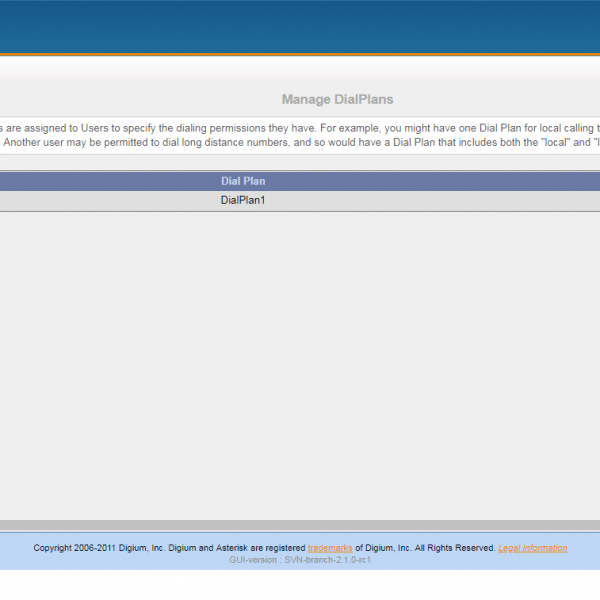 Manage DialPlans
s are assigned to Users to specify the dialing permissions they have. For example, you might have one Dial Plan for local calling t
Another user may be permitted to dial long distance numbers, and so would have a Dial Plan that includes both the "local" and "l
Dial Plan
DialPlan1
Copyright 2006-2011 Digium, Inc. Digium and Asterisk are registered trademarks of Digium, Inc. All Rights Reserved. Legal Information
GUI-version : SVN-branch-2.1.0-rc1